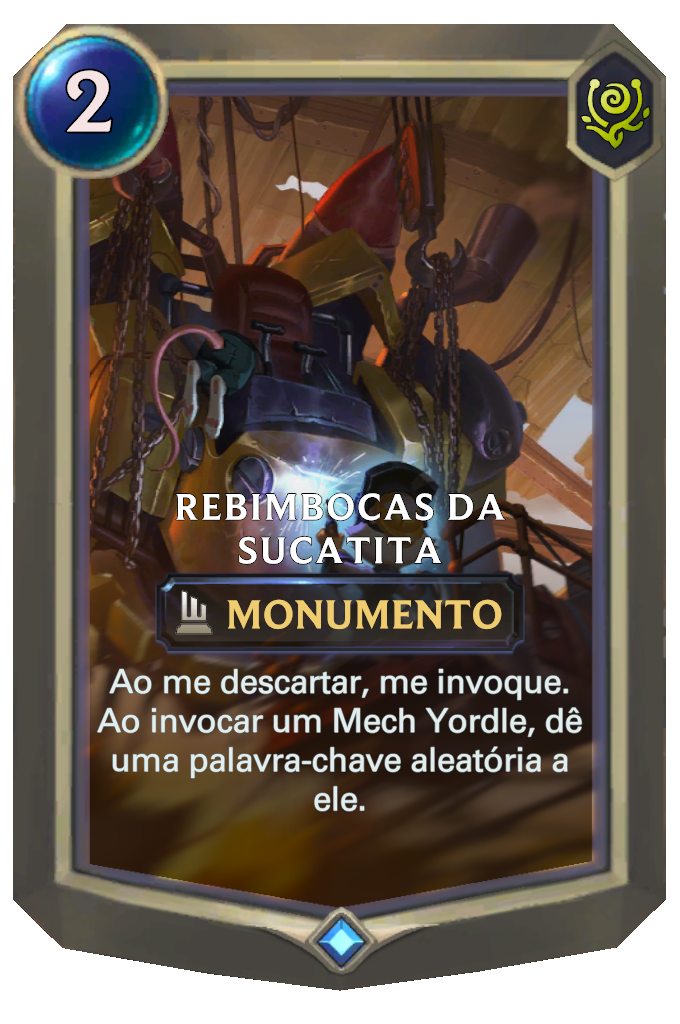 2
REBIMBOCAS DA
SUCATITA
MONUMENTO
Ao me descartar, me invoque.
Ao invocar um Mech Yordle, dê
uma palavra-chave aleatória a
ele.